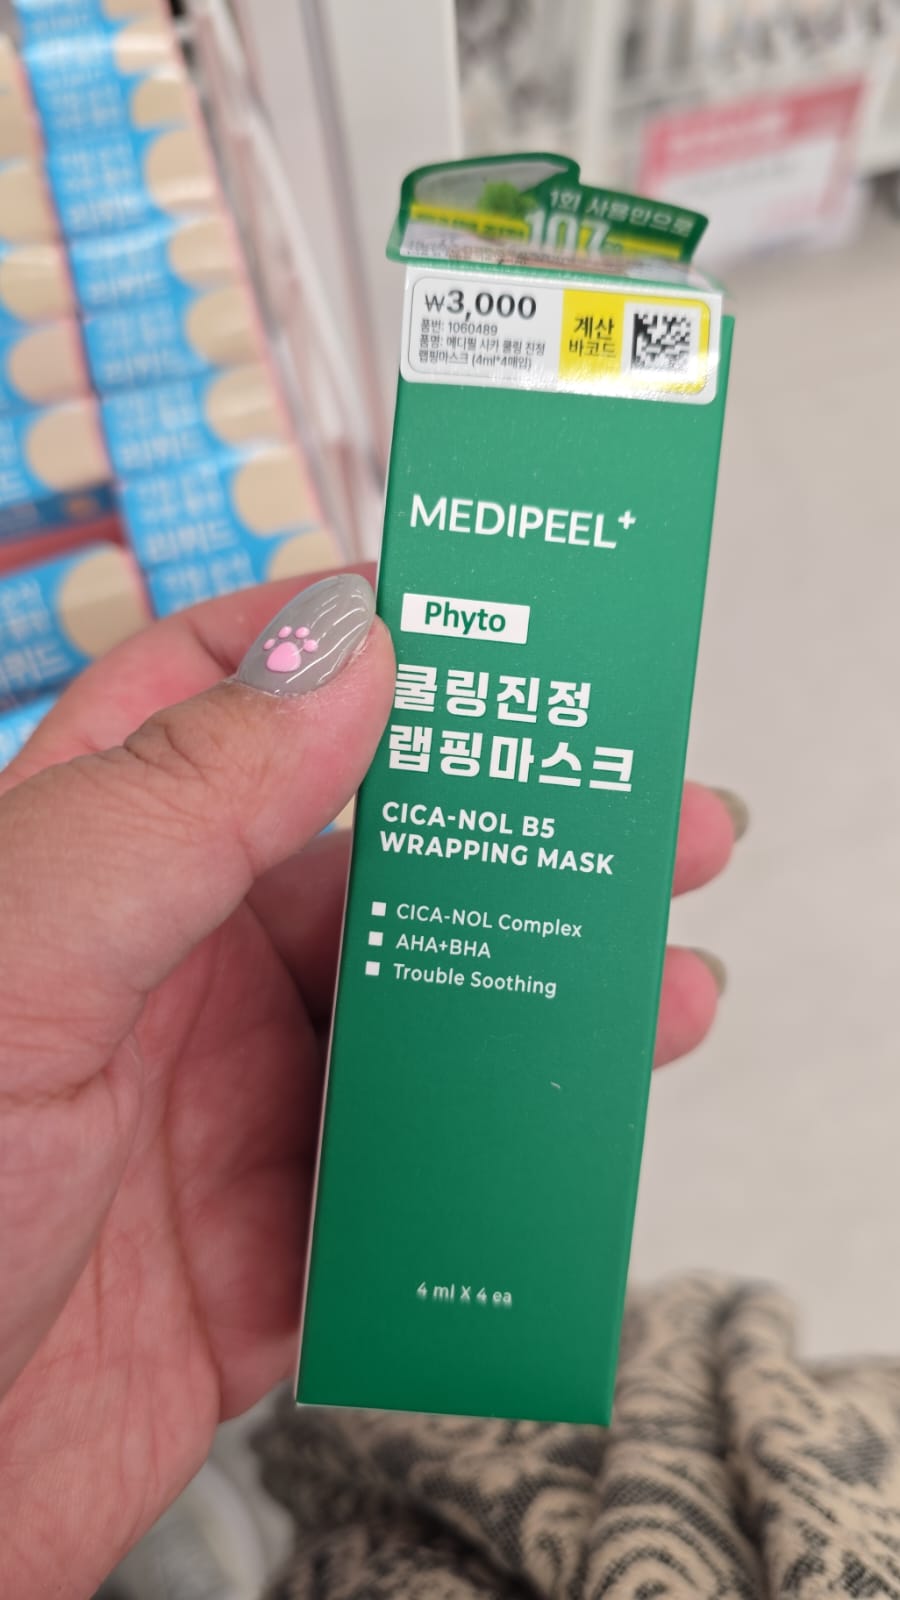 1회 사용만으로
₩3,000
품번: 1060489
품명: 메디필 시카 쿨링 진정
랩핑마스크 (4ml*4매입)
계산
바코드
MEDIPEEL+
Phyto
쿨링진정
랩핑마스크
CICA-NOL B5
WRAPPING MASK
CICA-NOL Complex
AHA+BHA
Trouble Soothing
4 ml X 4 ea